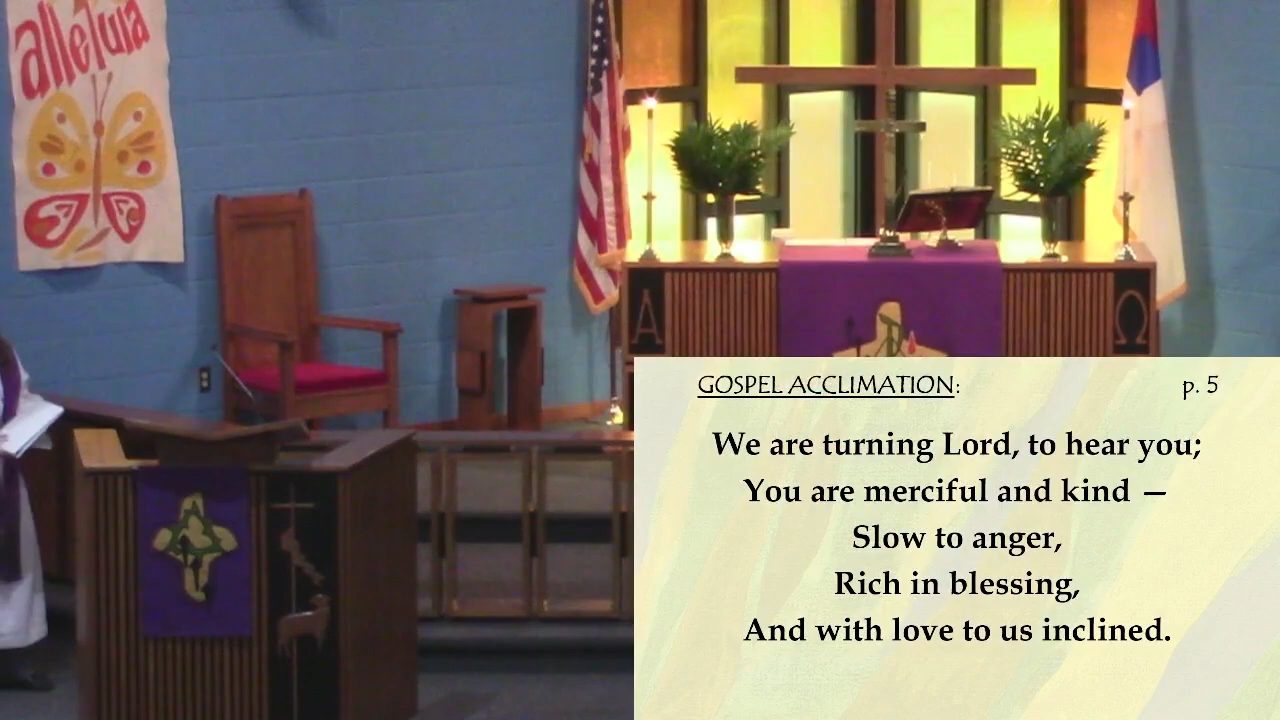 alleluia
Α
Ω
GOSPEL ACCLIMATION: p. 5
We are turning Lord, to hear you;
You are merciful and kind —
Slow to anger,
Rich in blessing,
And with love to us inclined.